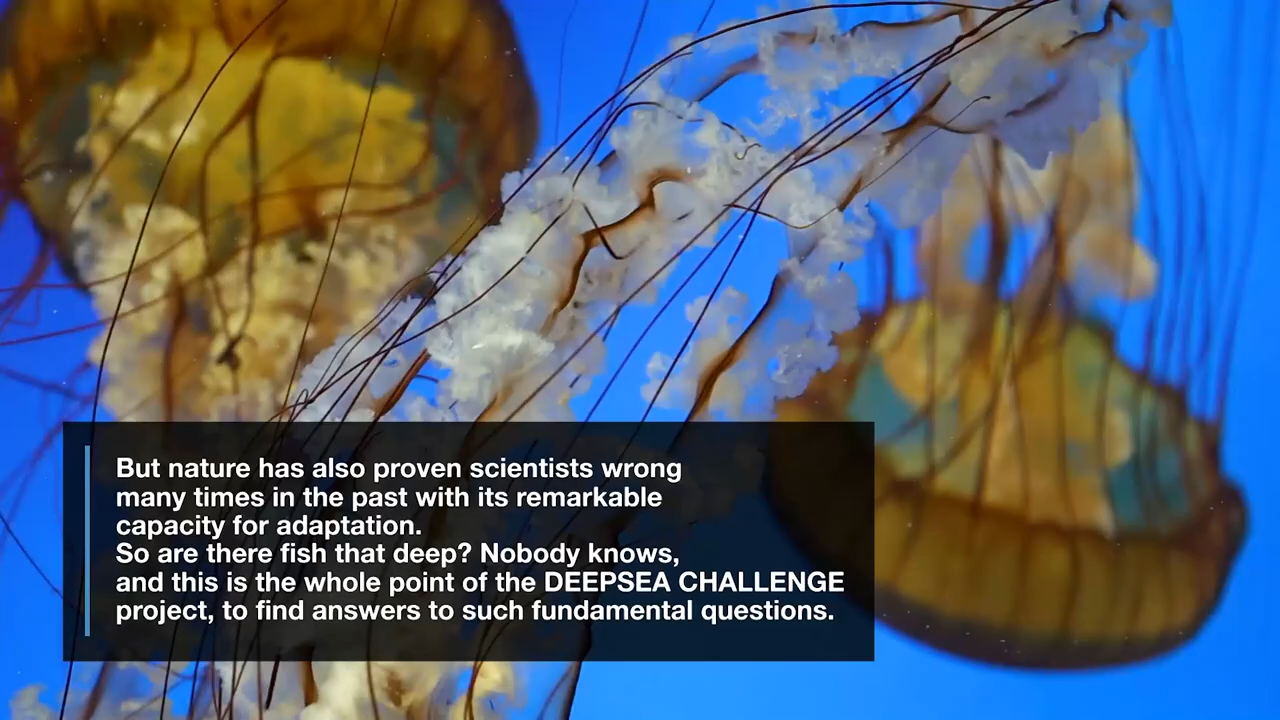 But nature has also proven scientists wrong
many times in the past with its remarkable
capacity for adaptation.
So are there fish that deep? Nobody knows,
and this is the whole point of the DEEPSEA CHALLENGE
project, to find answers to such fundamental questions.